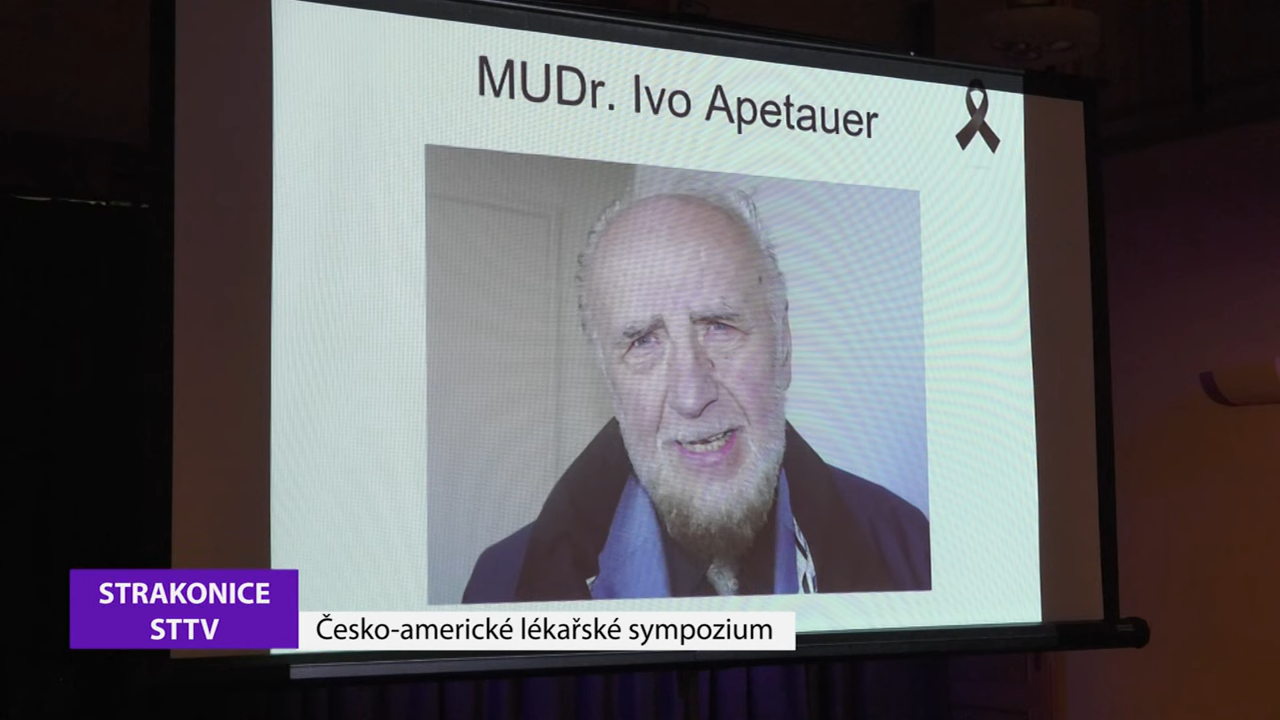 MUDr. Ivo Apetauer
STRAKONICE
STTV
Česko-americké lékařské sympozium